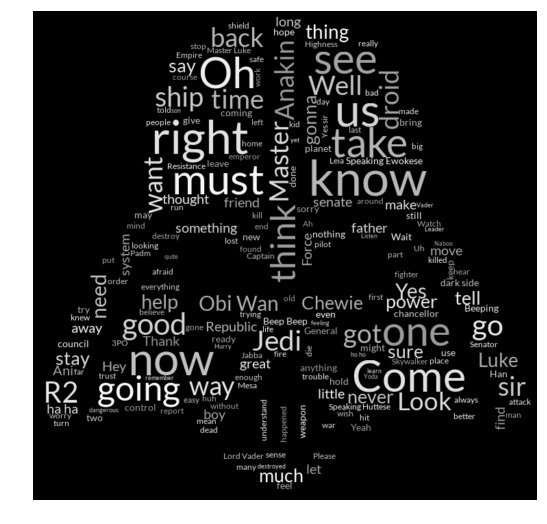 shield
long
back
hope
thing
stop
Highness
really
Empire
Master Luke
say
safe
see
course
Oh
work
Anakin
Well
bad
droid
ship
time
day
us
told
son
coming
gonna
Yes sir
made
people
give
left
kid
last
bring
right
home
yet
planet
take
big
emperor
Master
Leia
Speaking Ewokese
want
Resistance
leave
must
done
know
thought
senate
around
make
Vader
run
friend
sorry
still
may
kill
think
Ah
mind
something
end
Force
nothing
father
Watch
Leader
destroy
lost
new
pilot
Listen
Wait
Uh
Naboo
system
looking
found
move
Padm
quite
Captain
part
killed
keep
hear
put
afraid
fighter
dark side
order
everything
need
help
Obi Wan
old
Chewie
first
Yes
Beeping
try
believe
trying
even
power
tell
knew
good
gone
Republic
Beep Beep
feeling
chancellor
away
life
General
got
one
go
council
3PO
Thank
ready
Jedi
die
might
sure
use
Senator
stay
Hey
now
Hurry
Jabba
fire
ho ho
Skywalker
place
Luke
Ani
far
trust
remember
great
anything
Come
learn
Yoda
Han
R2
going
way
enough
Mesa
trouble
hold
sir
attack
ha ha
dangerous
easy
huh
without
understand
happened
weapon
little
never
Look
always
worry
control
report
boy
Speaking Huttese
find
man
turn
two
mean
wish
hit
better
dead
war
Yeah
Lord Vader
sense
Please
many
destroyed
let
much
feel